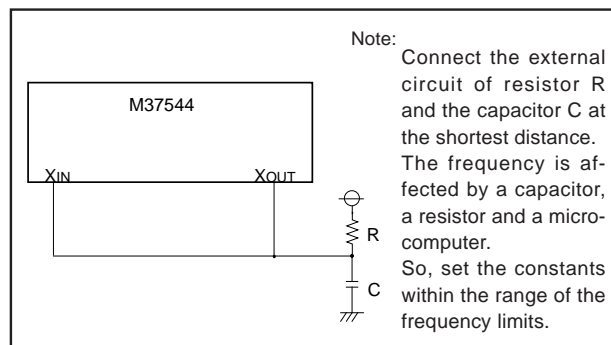 Note:
Connect the external
circuit of resistor R
and the capacitor C at
the shortest distance.
The frequency is af-
fected by a capacitor,
a resistor and a micro-
computer.
So, set the constants
within the range of the
frequency limits.
M37544
XIN
XOUT
R
C